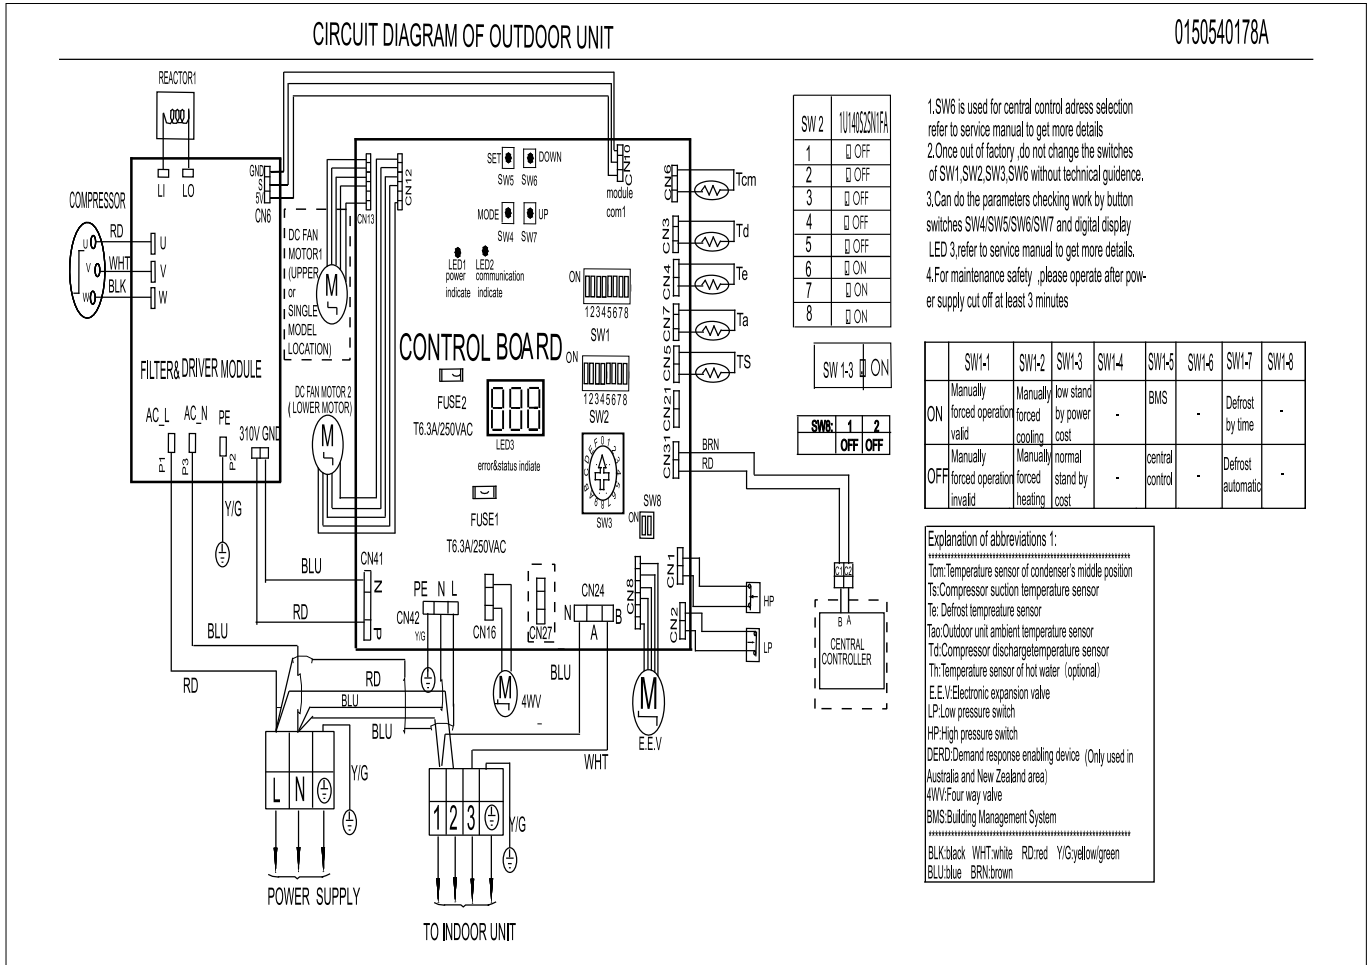 CIRCUIT DIAGRAM OF OUTDOOR UNIT
0150540178A
REACTOR1
LI LO
GND
S
5V
CN6
COMPRESSOR
RD
WHT
BLK
U
V
W
U
V
W
FILTER& DRIVER MODULE
AC_L
AC_N
PE
310V GND
P1
P3
P2
Y/G
DC FAN
MOTOR1
(UPPER
or
SINGLE
MODEL
LOCATION)
M
DC FAN MOTOR 2
( LOWER MOTOR)
M
CN13
CN12
SET
DOWN
SW5
SW6
MODE
UP
SW4
SW7
LED1
power
indicate
LED2
communication
indicate
CN10
module
com1
ON
12345678
SW1
ON
12345678
SW2
CONTROL BOARD
FUSE2
T6.3A/250VAC
LED3
error&status indiate
FUSE1
T6.3A/250VAC
0 1 2 3 4 5 6 7 8 9 A B C D E F
SW3
SW8
ON
CN6
Tcm
CN3
Td
CN4
Te
CN7
Ta
CN5
TS
CN21
CN31
BRN
RD
CN1
HP
CN2
LP
CN8
M
E.E.V
CN41
N
P
BLU
RD
PE N L
CN42
Y/G
CN16
M
4WV
CN27
CN24
N
A
B
BLU
WHT
BLU
RD
RD
BLU
BLU
L N
Y/G
POWER SUPPLY
1 2 3
Y/G
TO INDOOR UNIT
C1 C2
B A
CENTRAL
CONTROLLER
SW 2 1U140S2SN1FA
1 OFF
2 OFF
3 OFF
4 OFF
5 OFF
6 ON
7 ON
8 ON
SW 1-3 ON
SW8: 1 2
OFF OFF
1.SW6 is used for central control adress selection
refer to service manual to get more details
2.Once out of factory ,do not change the switches
of SW1,SW2,SW3,SW6 without technical guidence.
3.Can do the parameters checking work by button
switches SW4/SW5/SW6/SW7 and digital display
LED 3,refer to service manual to get more details.
4.For maintenance safety ,please operate after pow-
er supply cut off at least 3 minutes
SW1-1 SW1-2 SW1-3 SW1-4 SW1-5 SW1-6 SW1-7 SW1-8
ON
Manually
forced operation
valid
Manually
forced
cooling
low stand
by power
cost
-
BMS
-
Defrost
by time
-
OFF
Manually
forced operation
invalid
Manually
forced
heating
normal
stand by
cost
-
central
control
-
Defrost
automatic
-
Explanation of abbreviations 1:
Tcm:Temperature sensor of condenser's middle position
Ts:Compressor suction temperature sensor
Te: Defrost tempreature sensor
Tao:Outdoor unit ambient temperature sensor
Td:Compressor dischargetemperature sensor
Th:Temperature sensor of hot water (optional)
E.E.V:Electronic expansion valve
LP:Low pressure switch
HP:High pressure switch
DERD:Demand response enabling device (Only used in
Australia and New Zealand area)
4WV:Four way valve
BMS:Building Management System
BLK:black WHT:white RD:red Y/G:yellow/green
BLU:blue BRN:brown